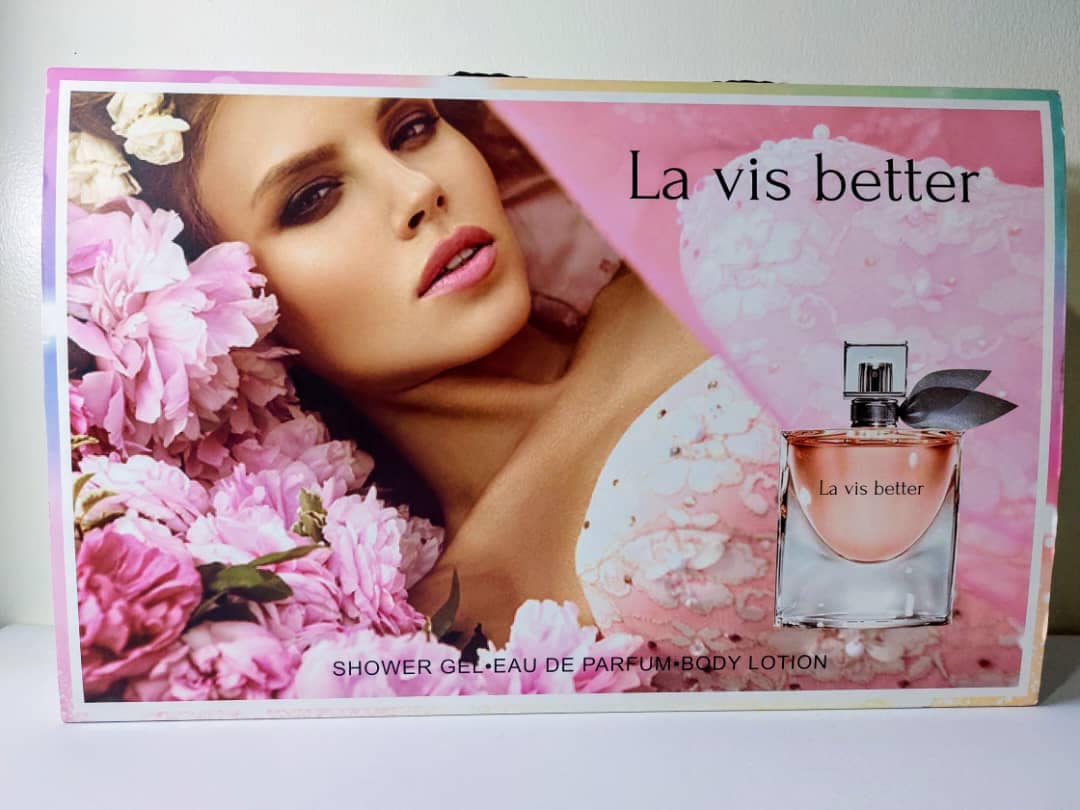 La vis better
La vis better
SHOWER GEL•EAU DE PARFUM•BODY LOTION